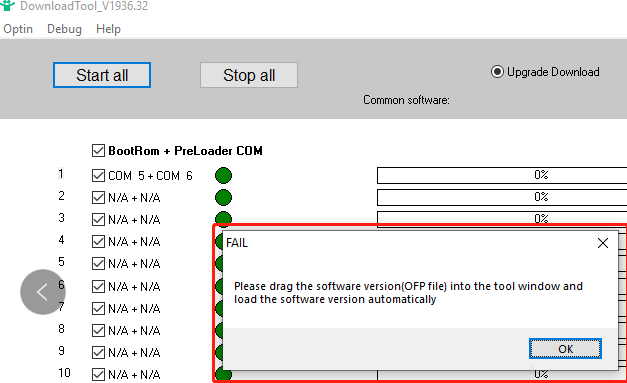 DownloadTool_V1936.32
Optin Debug Help
Start all Stop all Upgrade Download
Common software:
BootRom + PreLoader COM
1 COM 5 + COM 6 0%
2 N/A + N/A 0%
3 N/A + N/A 0%
4 N/A + N/A
FAIL
5 N/A + N/A
Please drag the software version(OFP file) into the tool window and
load the software version automatically
6 N/A + N/A
7 N/A + N/A
8 N/A + N/A
9 N/A + N/A
OK
10 N/A + N/A 0%